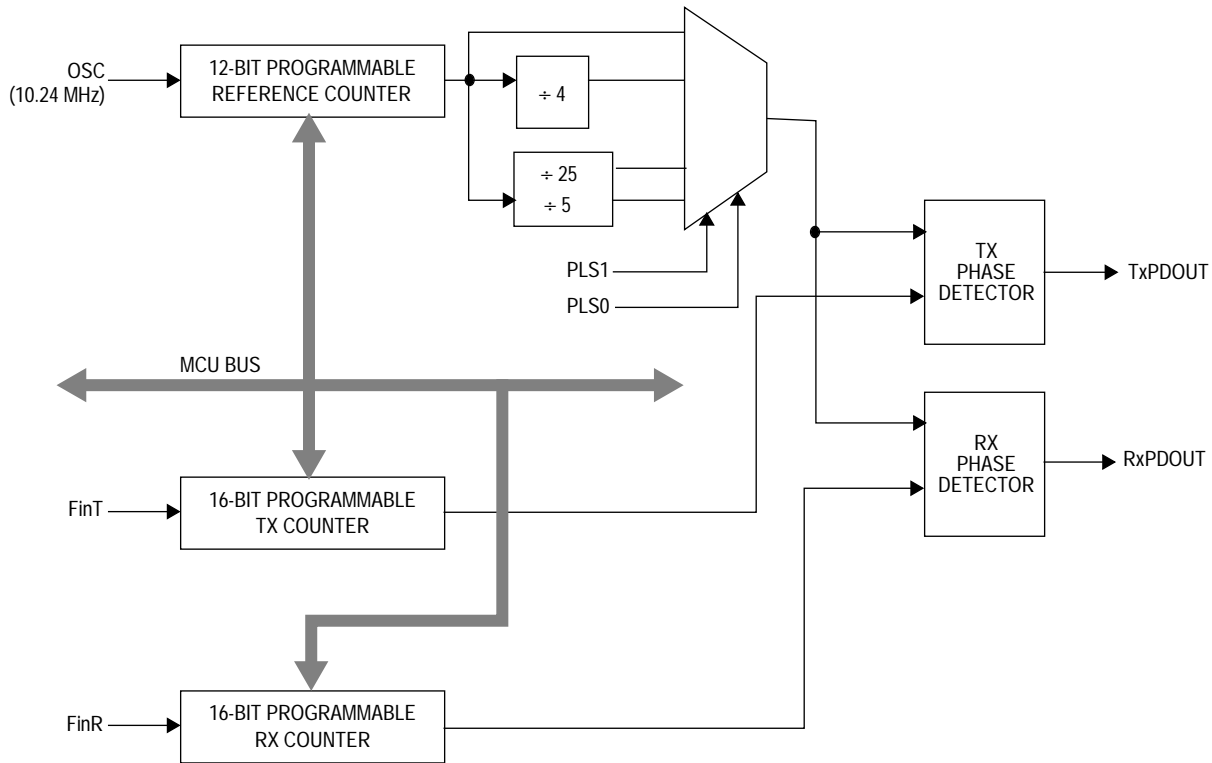 OSC
(10.24 MHz)
12-BIT PROGRAMMABLE
REFERENCE COUNTER
÷ 4
÷ 25
÷ 5
PLS1
PLS0
TX
PHASE
DETECTOR
TxPDOUT
MCU BUS
RX
PHASE
DETECTOR
RxPDOUT
FinT
16-BIT PROGRAMMABLE
TX COUNTER
FinR
16-BIT PROGRAMMABLE
RX COUNTER